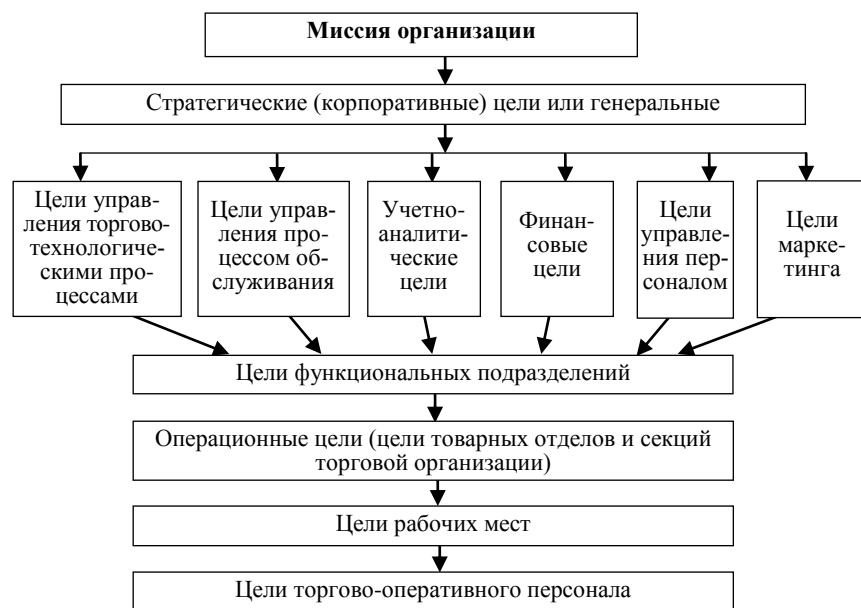 Миссия организации
Стратегические (корпоративные) цели или генеральные
Цели управ-
ления торгово-
технологиче-
скими про-
цессами
Цели управ-
ления про-
цессом об-
служивания
Учетно-
аналити-
ческие
цели
Финан-
совые
цели
Цели
управле-
ния пер-
соналом
Цели
марке-
тинга
Цели функциональных подразделений
Операционные цели (цели товарных отделов и секций
торговой организации)
Цели рабочих мест
Цели торгово-оперативного персонала